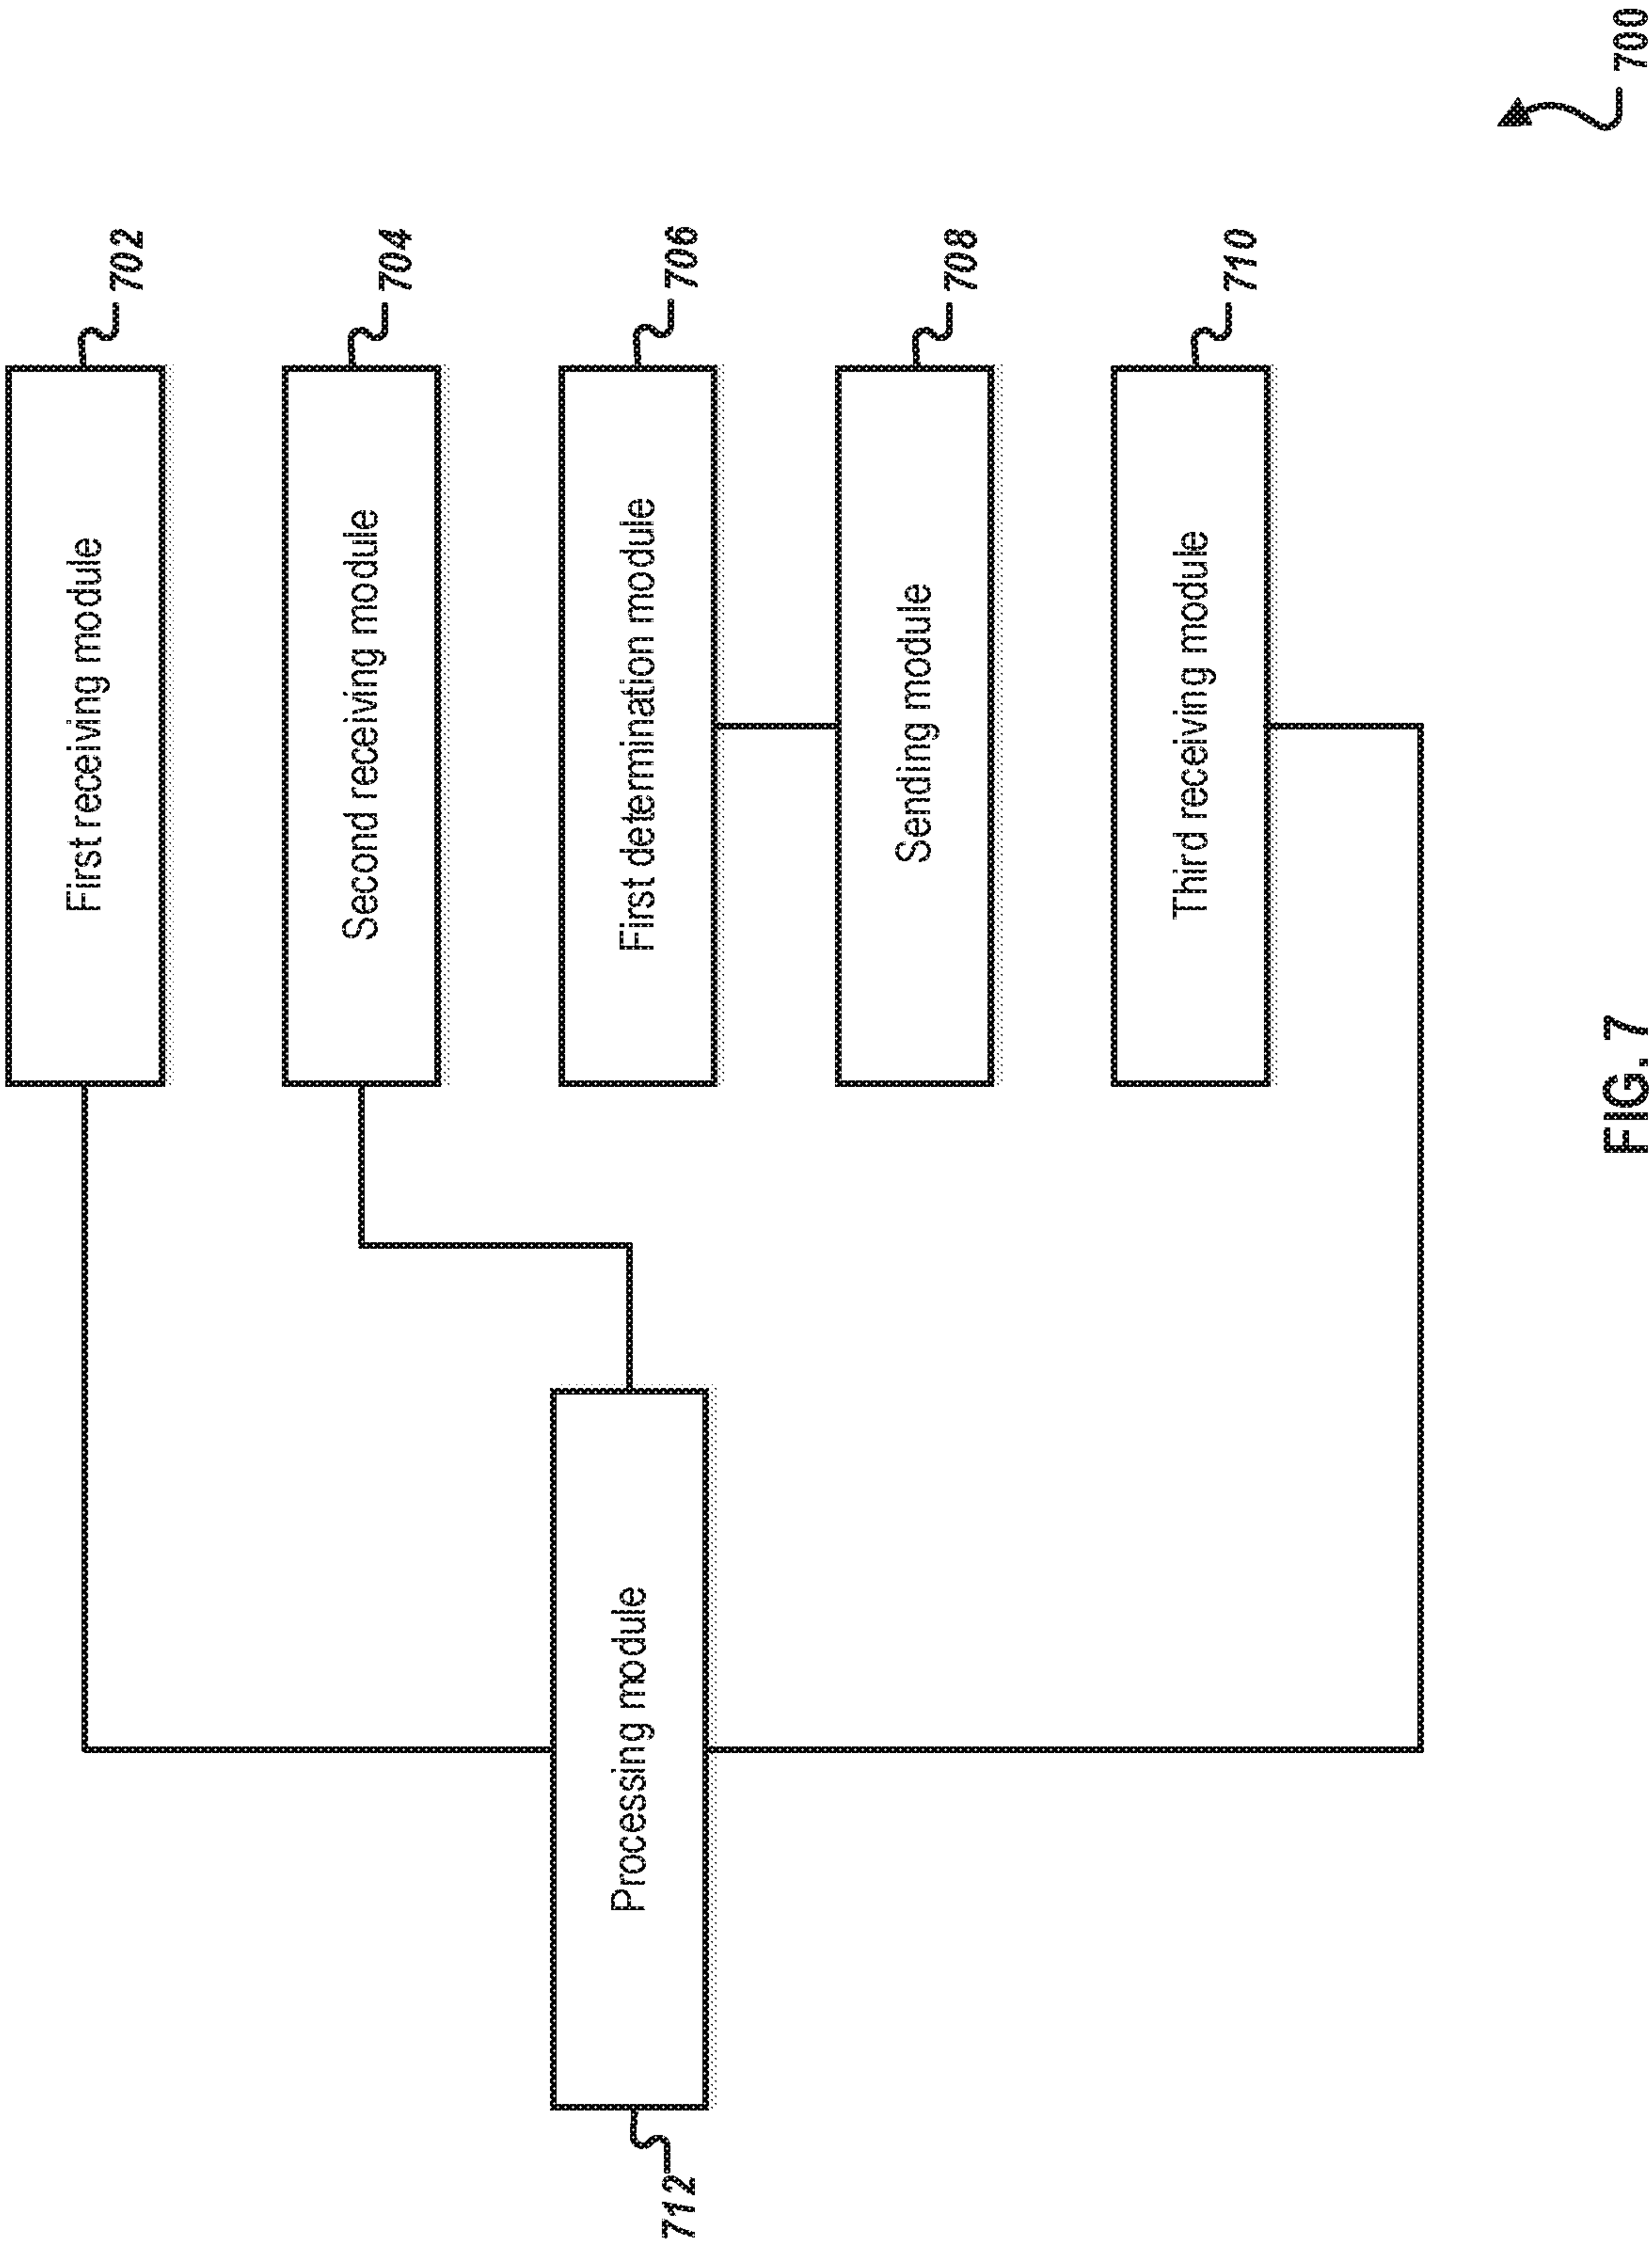 First receiving module
702
Second receiving module
704
First determination module
706
Processing module
712
Sending module
708
Third receiving module
710
FIG. 7
700